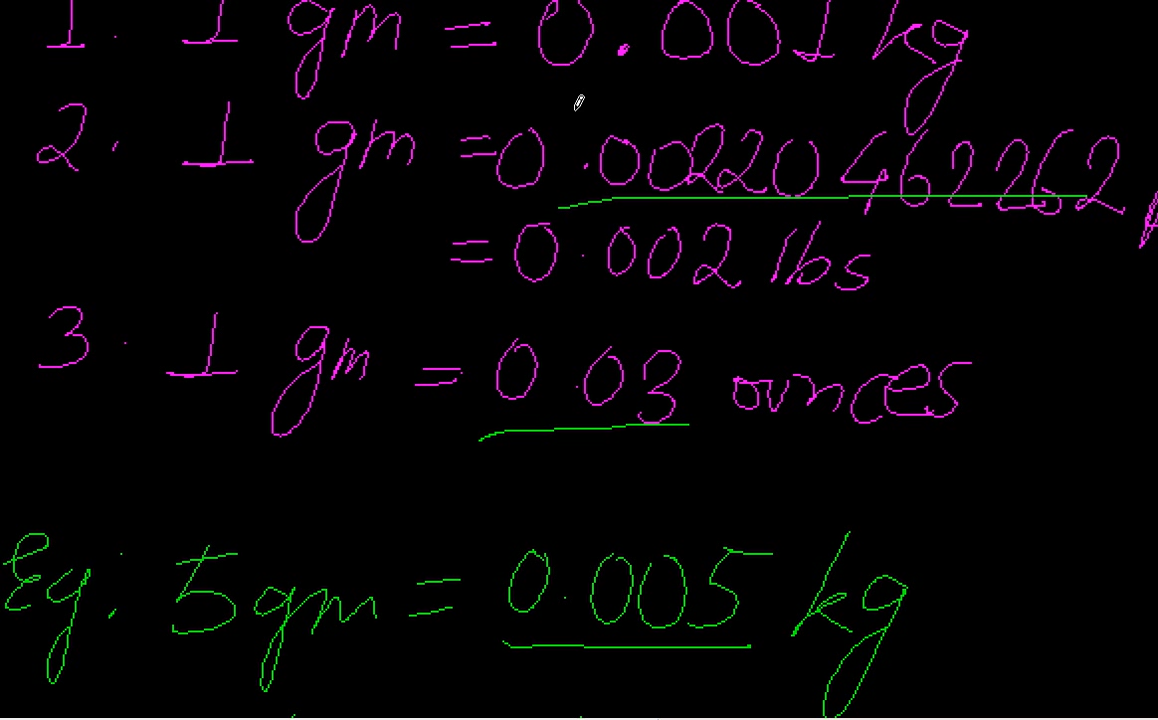 1. 1 gm = 0.001 kg
2. 1 gm = 0.00220462262
= 0.002 lbs
3. 1 gm = 0.03 ounces
Eg: 5gm = 0.005 kg